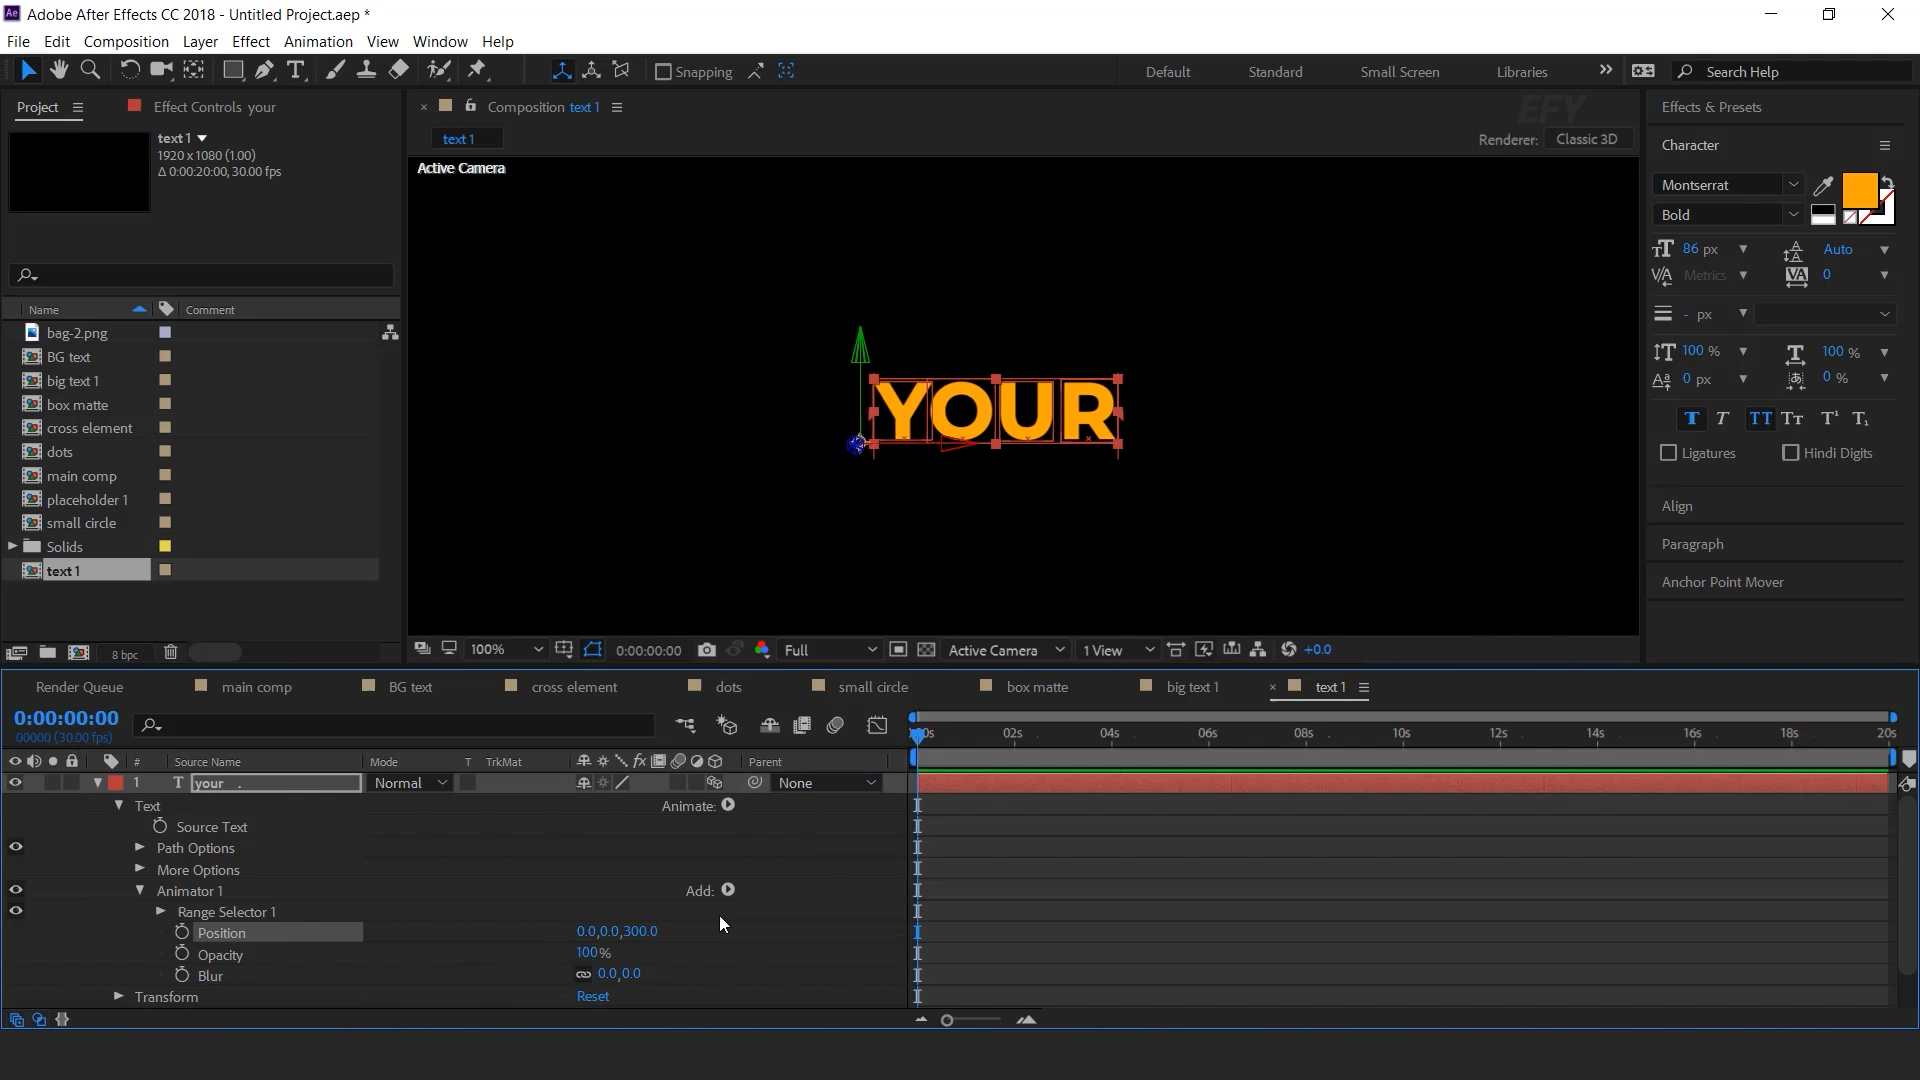 Adobe After Effects CC 2018 - Untitled Project.aep *
File Edit Composition Layer Effect Animation View Window Help
Snapping
Default Standard Small Screen Libraries
Search Help
Project
Effect Controls your
text 1
1920 x 1080 (1.00)
Δ 0:00:20:00, 30.00 fps
Name Comment
bag-2.png
BG text
big text 1
box matte
cross element
dots
main comp
placeholder 1
small circle
Solids
text 1
8 bpc
Composition text 1
EFY
text 1
Renderer: Classic 3D
Active Camera
YOUR
100% 0:00:00:00 Full Active Camera 1 View +0.0
Effects & Presets
Character
Montserrat
Bold
86 px Auto
Metrics 0
- px
100 % 100 %
0 px 0 %
T T TT Tт T¹ T₁
Ligatures Hindi Digits
Align
Paragraph
Anchor Point Mover
Render Queue main comp BG text cross element dots small circle box matte big text 1 text 1
0:00:00:00
00000 (30.00 fps)
0s 02s 04s 06s 08s 10s 12s 14s 16s 18s 20s
# Source Name Mode T TrkMat Parent
1 T your . Normal None
Text Animate:
Source Text
Path Options
More Options
Animator 1 Add:
Range Selector 1
Position 0.0,0.0,300.0
Opacity 100%
Blur 0.0,0.0
Transform Reset